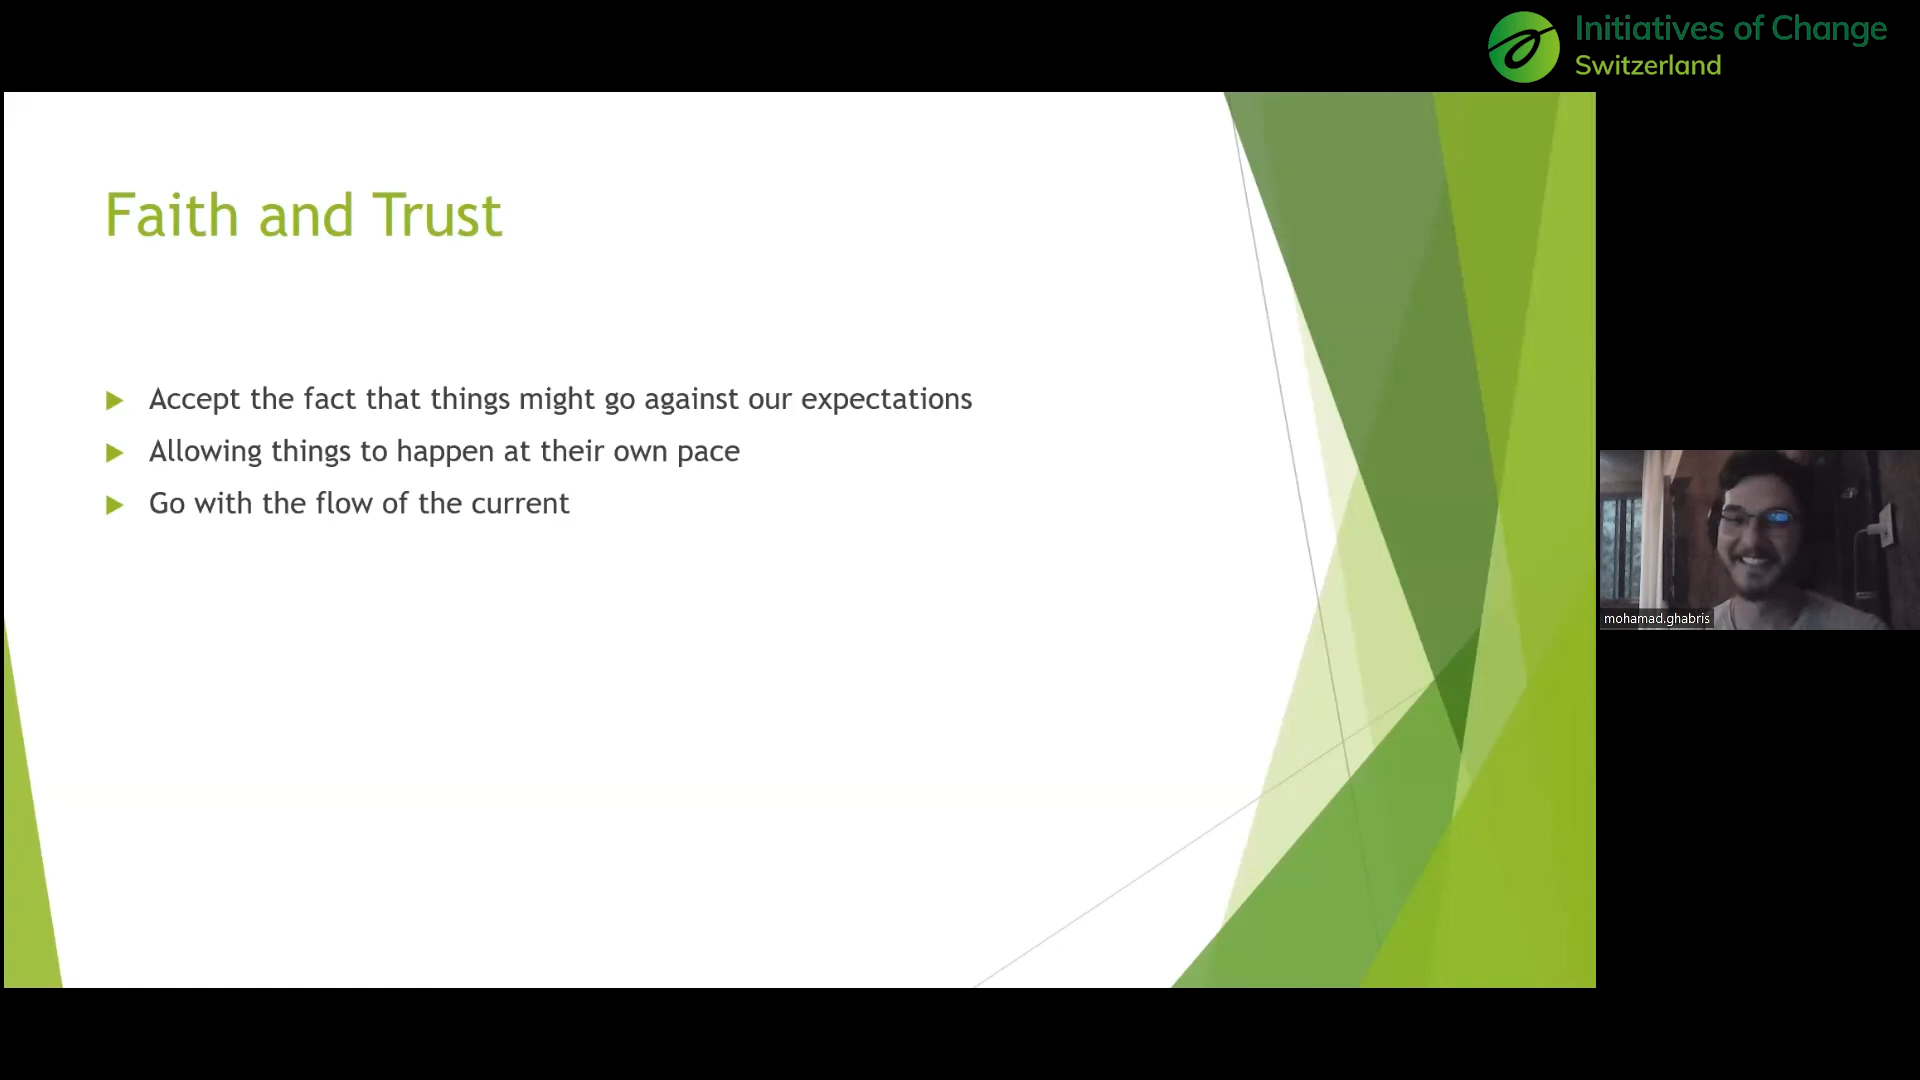 Initiatives of Change
Switzerland
Faith and Trust
Accept the fact that things might go against our expectations
Allowing things to happen at their own pace
Go with the flow of the current
mohamad.ghabris